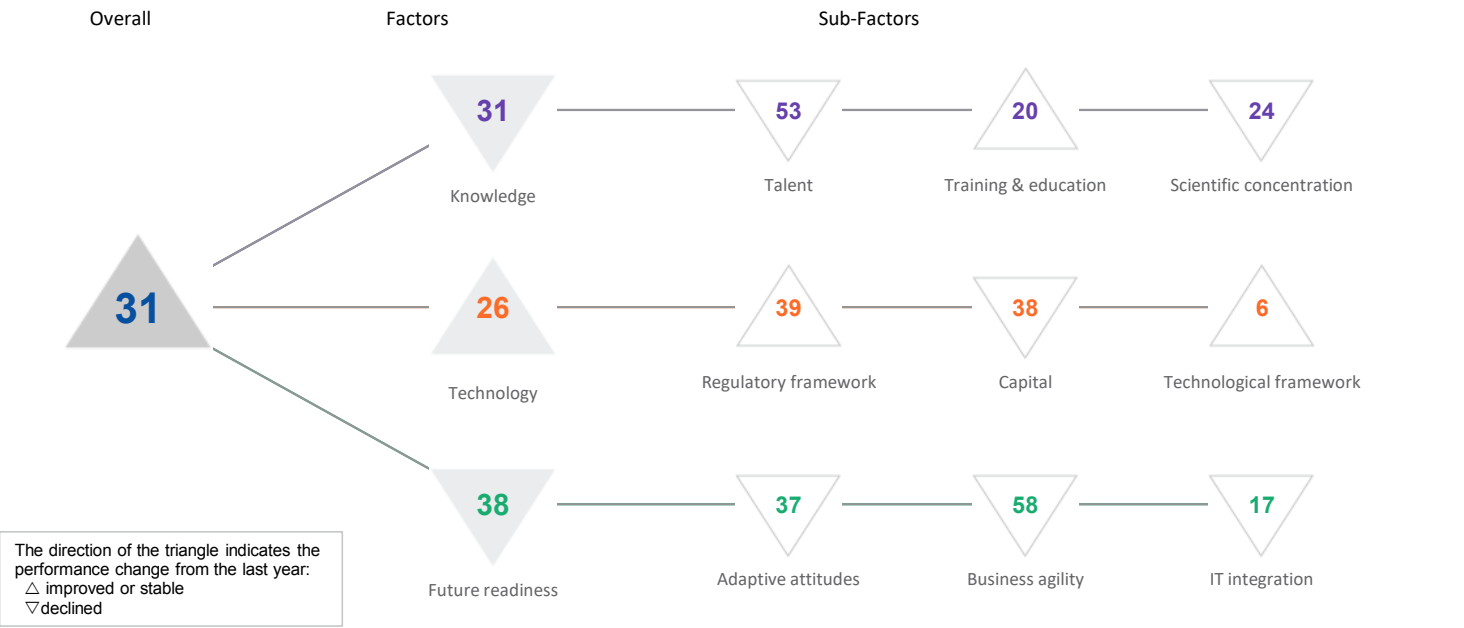 Overall
Factors
Sub-Factors
31
53
20
24
Knowledge
Talent
Training & education
Scientific concentration
31
26
39
38
6
Technology
Regulatory framework
Capital
Technological framework
38
37
58
17
Future readiness
Adaptive attitudes
Business agility
IT integration
The direction of the triangle indicates the
performance change from the last year:
△ improved or stable
▽declined